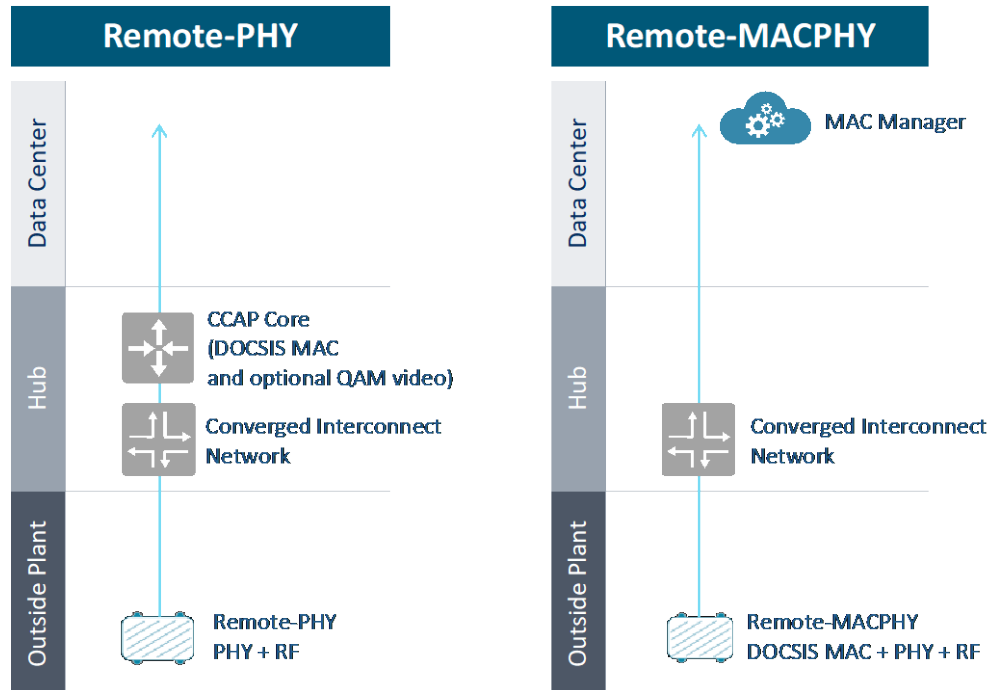 Remote-PHY
Data Center
Hub
CCAP Core
(DOCSIS MAC
and optional QAM video)
Converged Interconnect
Network
Outside Plant
Remote-PHY
PHY + RF
Remote-MACPHY
Data Center
MAC Manager
Hub
Converged Interconnect
Network
Outside Plant
Remote-MACPHY
DOCSIS MAC + PHY + RF